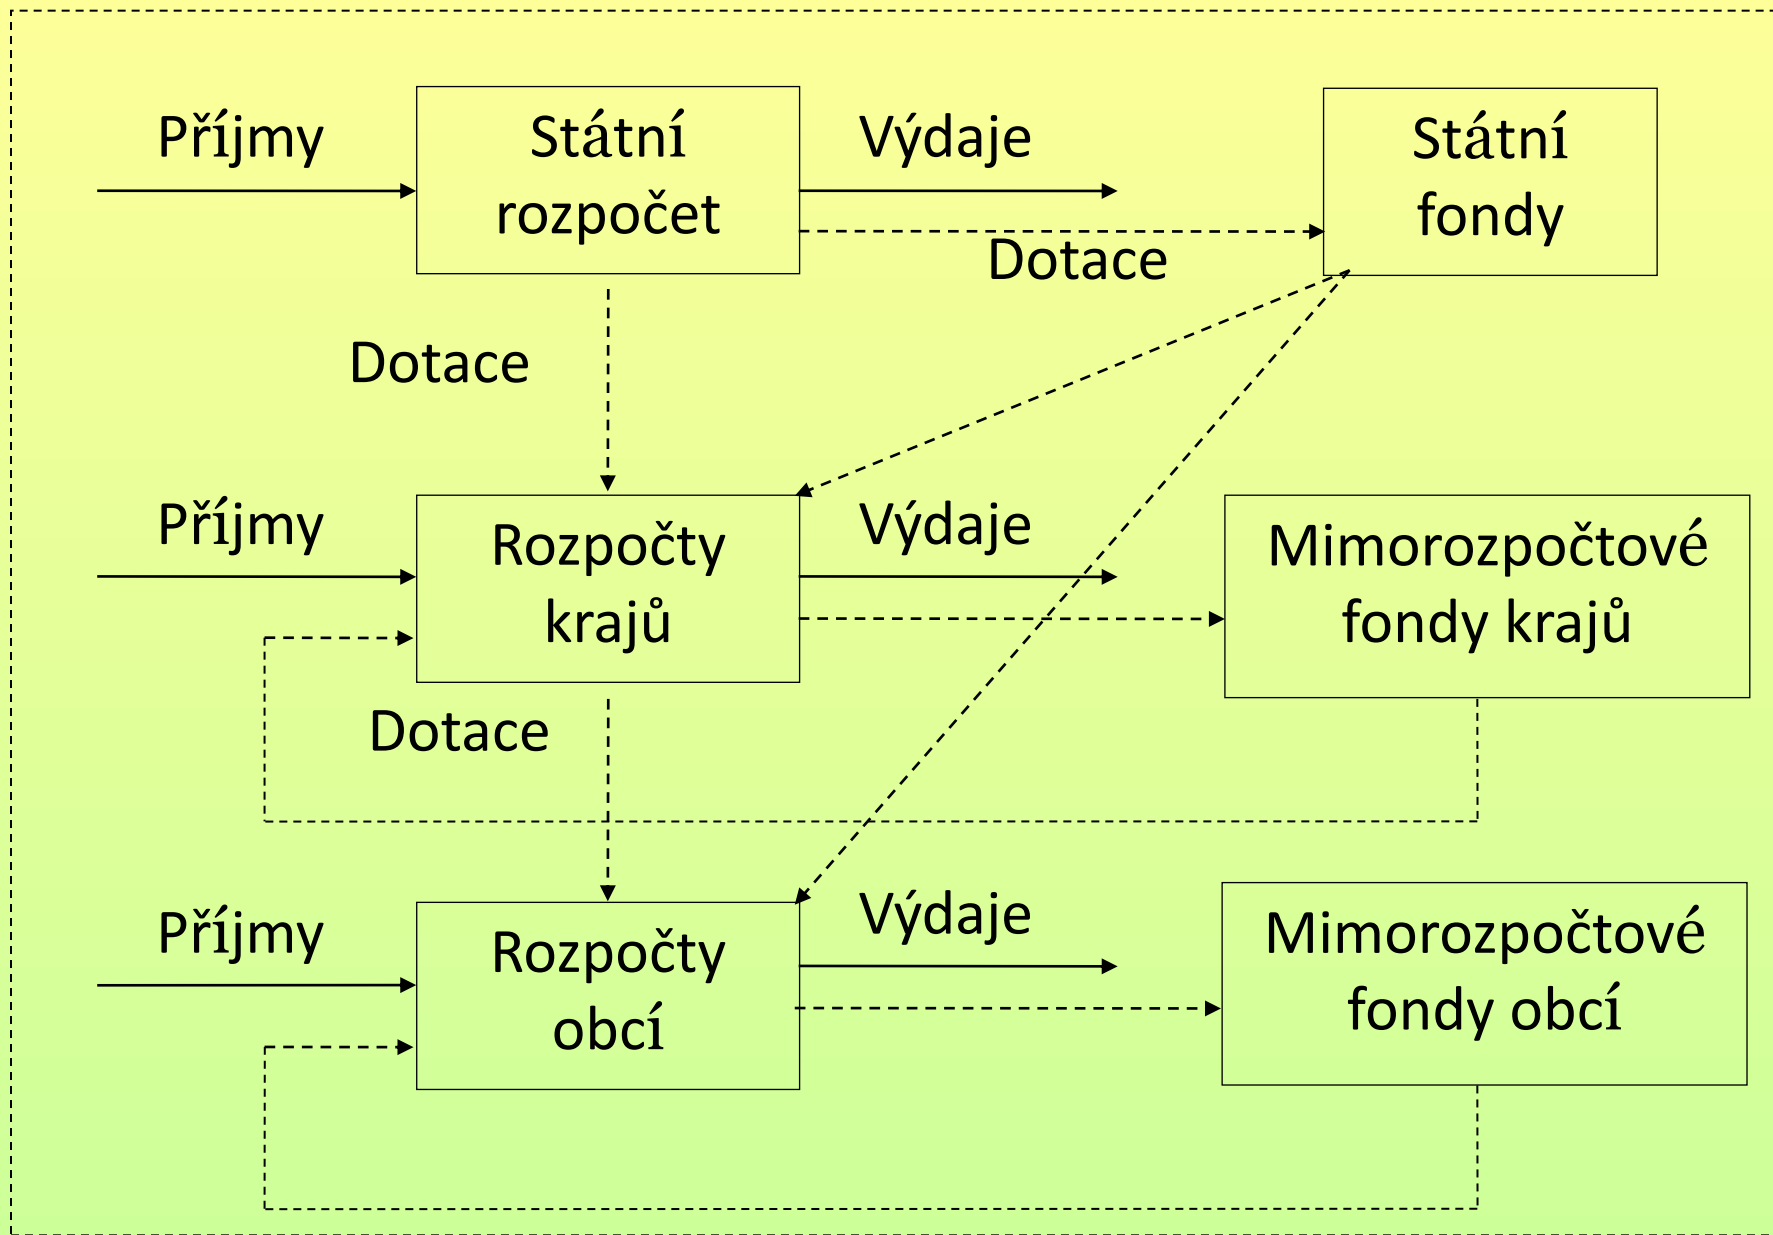 Příjmy
Státní
rozpočet
Výdaje
Státní
fondy
Dotace
Dotace
Příjmy
Rozpočty
krajů
Výdaje
Mimorozpočtové
fondy krajů
Dotace
Příjmy
Rozpočty
obcí
Výdaje
Mimorozpočtové
fondy obcí